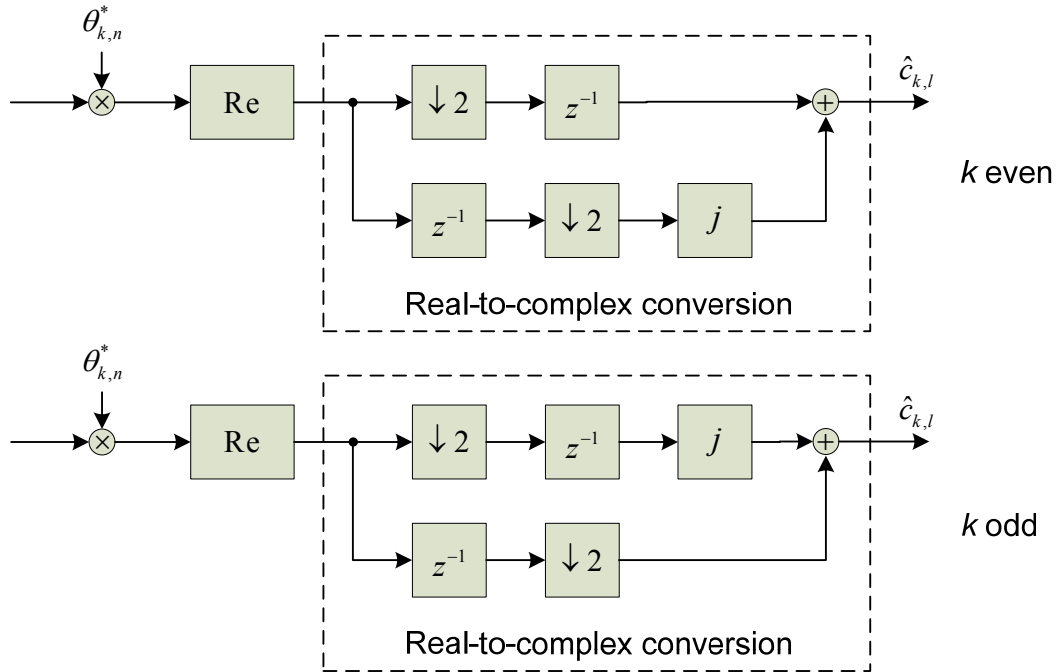 θ*k,n
ĉk,l
× Re ↓ 2 z⁻¹ +
k even
z⁻¹ ↓ 2 j
Real-to-complex conversion
θ*k,n
ĉk,l
× Re ↓ 2 z⁻¹ j +
k odd
z⁻¹ ↓ 2
Real-to-complex conversion